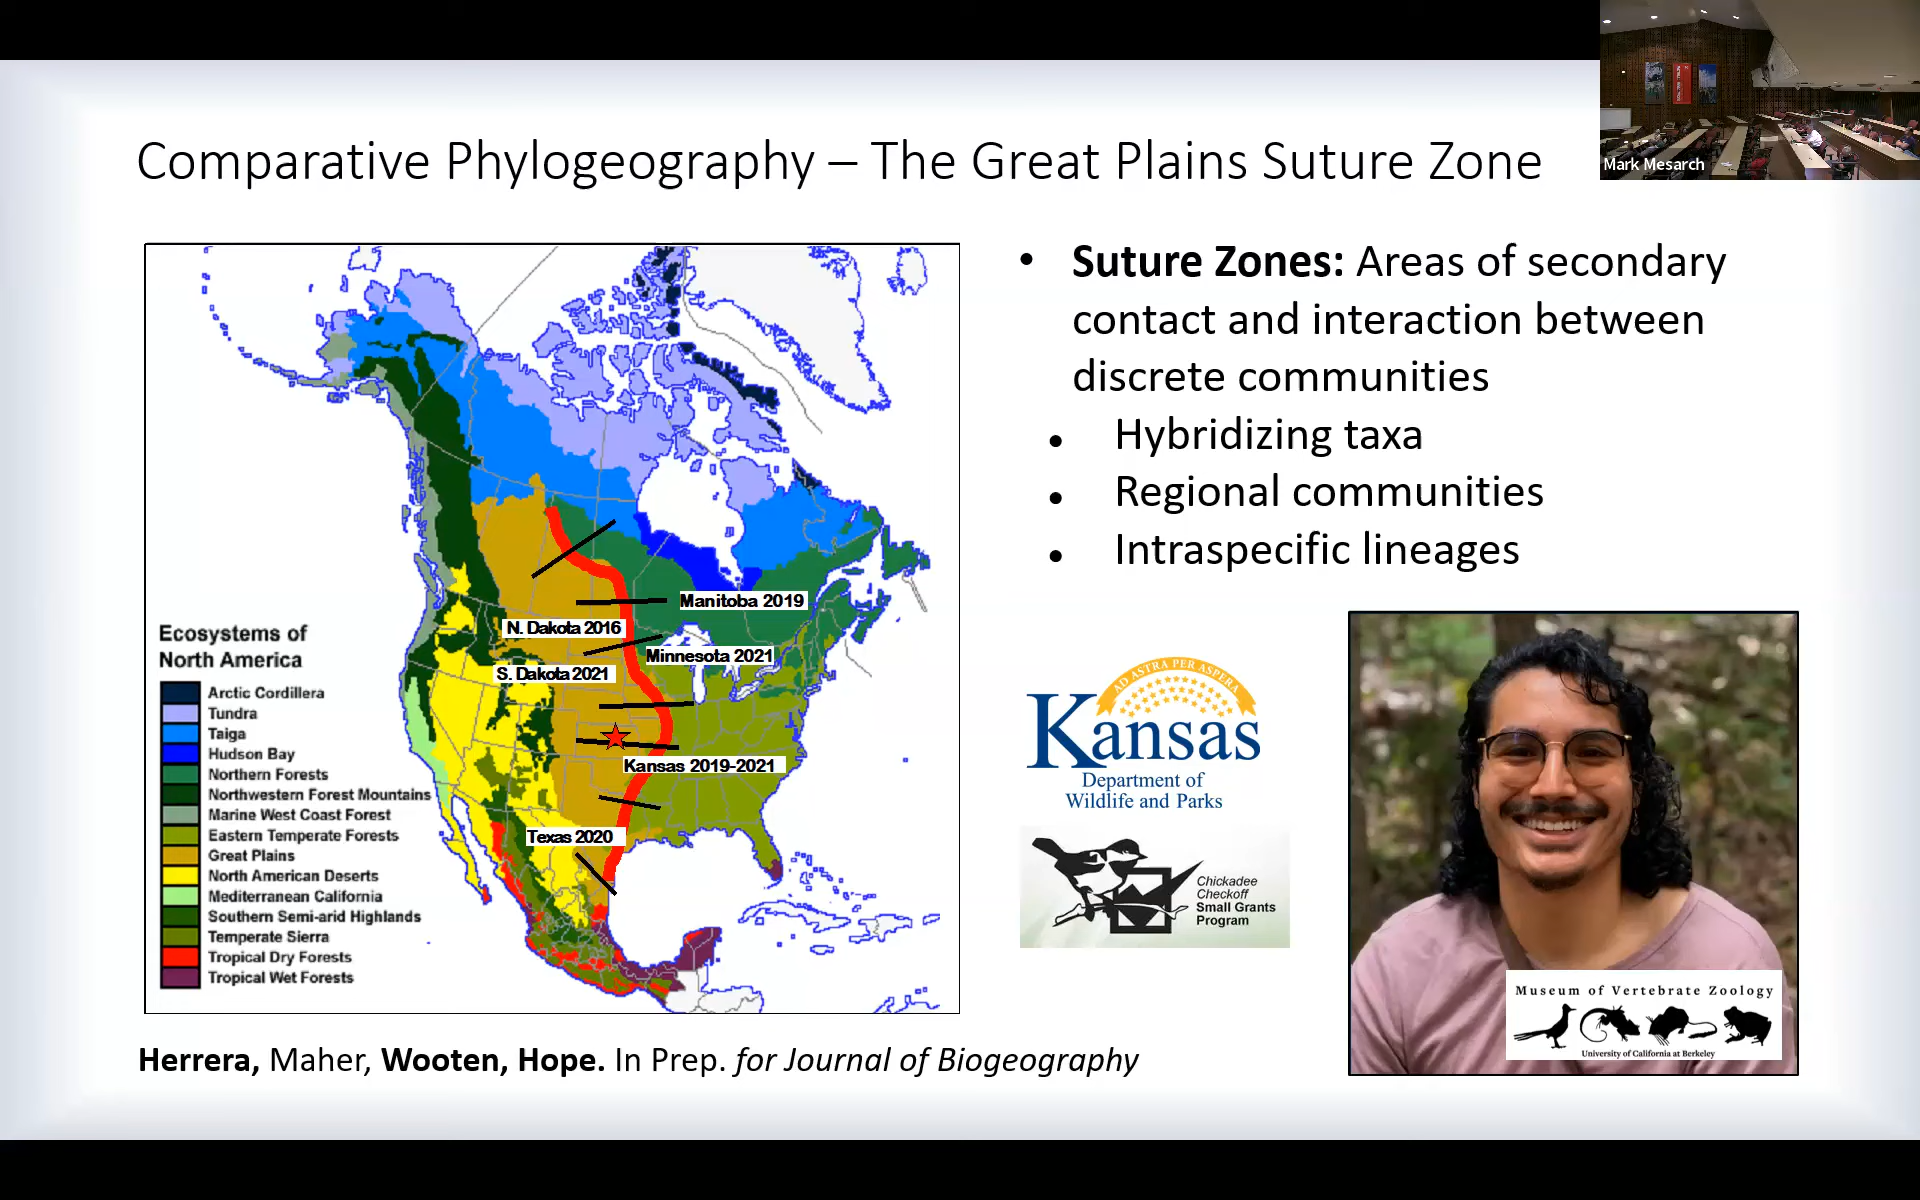 Mark Mesarch
Comparative Phylogeography – The Great Plains Suture Zone
Manitoba 2019
N. Dakota 2016
Minnesota 2021
S. Dakota 2021
Kansas 2019-2021
Texas 2020
Ecosystems of
North America
Arctic Cordillera
Tundra
Taiga
Hudson Bay
Northern Forests
Northwestern Forest Mountains
Marine West Coast Forest
Eastern Temperate Forests
Great Plains
North American Deserts
Mediterranean California
Southern Semi-arid Highlands
Temperate Sierra
Tropical Dry Forests
Tropical Wet Forests
• Suture Zones: Areas of secondary
contact and interaction between
discrete communities
• Hybridizing taxa
• Regional communities
• Intraspecific lineages
AD ASTRA PER ASPERA
Kansas
Department of
Wildlife and Parks
Chickadee
Checkoff
Small Grants
Program
Museum of Vertebrate Zoology
University of California at Berkeley
Herrera, Maher, Wooten, Hope. In Prep. for Journal of Biogeography